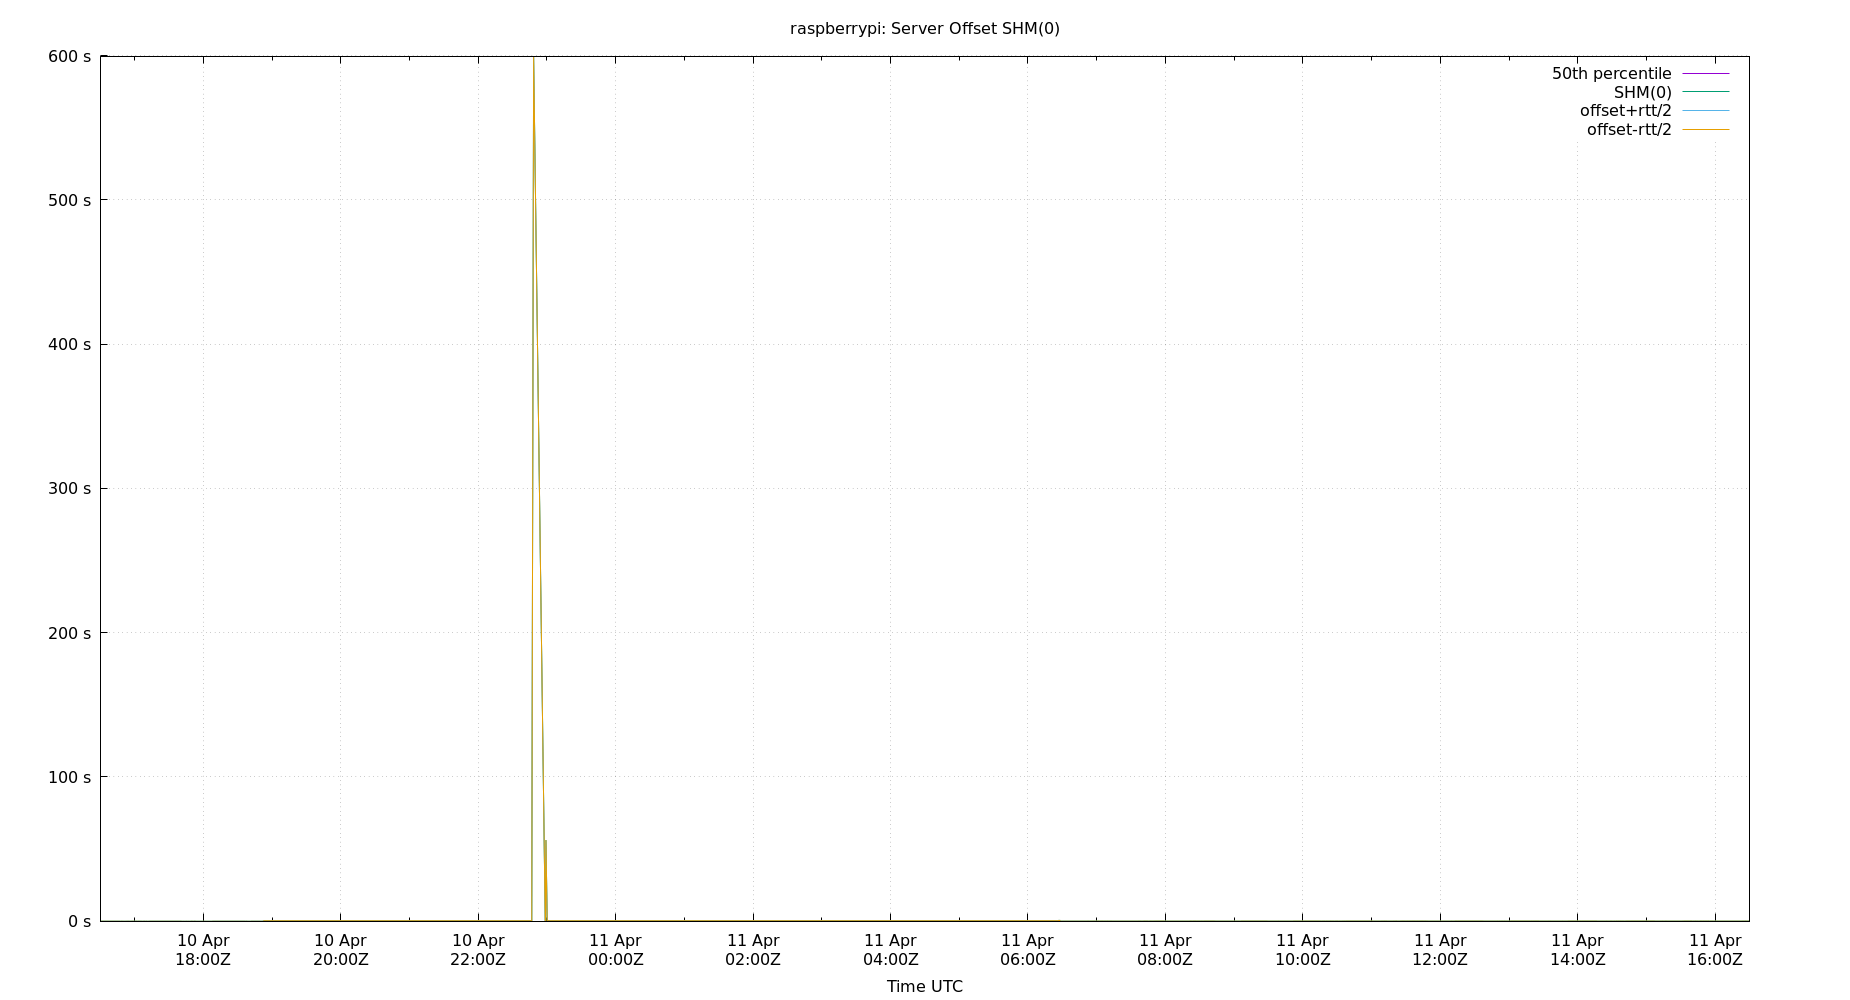 raspberrypi: Server Offset SHM(0)
600 s
500 s
400 s
300 s
200 s
100 s
0 s
50th percentile
SHM(0)
offset+rtt/2
offset-rtt/2
10 Apr 10 Apr 10 Apr 11 Apr 11 Apr 11 Apr 11 Apr 11 Apr 11 Apr 11 Apr 11 Apr 11 Apr
18:00Z 20:00Z 22:00Z 00:00Z 02:00Z 04:00Z 06:00Z 08:00Z 10:00Z 12:00Z 14:00Z 16:00Z
Time UTC